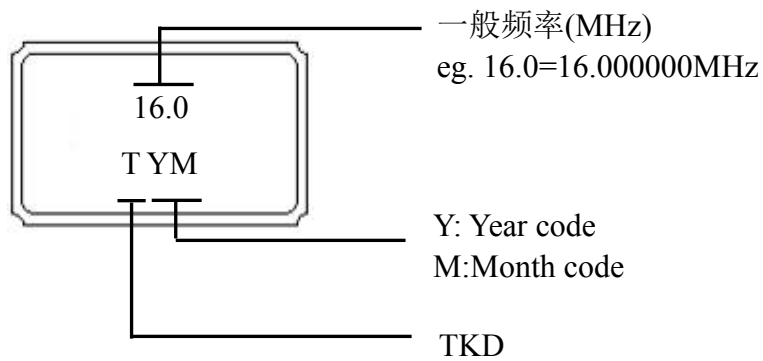 一般频率(MHz)
eg. 16.0=16.000000MHz
16.0
T YM
Y: Year code
M:Month code
TKD